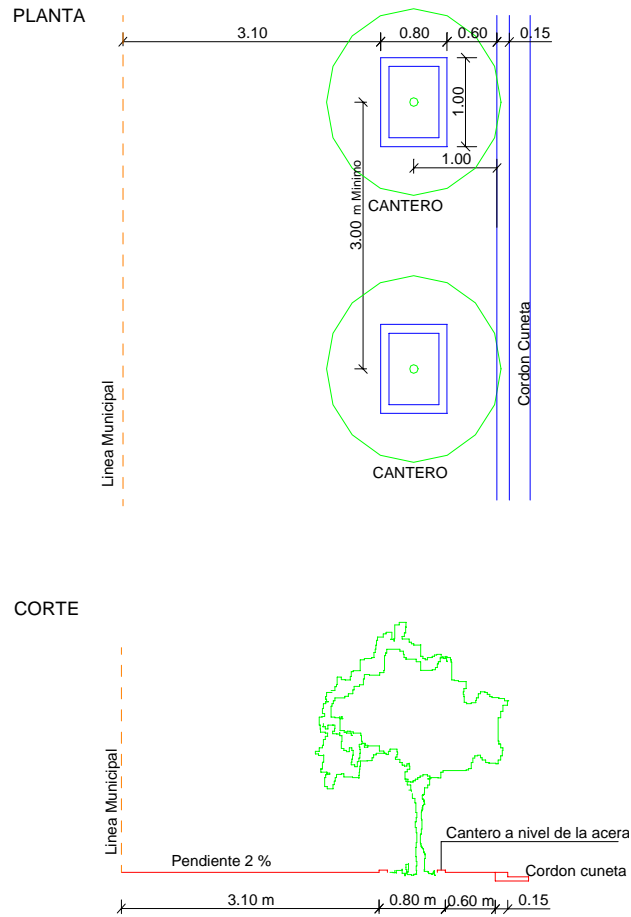 PLANTA
3.10 0.80 0.60 0.15
1.00
1.00
CANTERO
3.00 m Minimo
Cordon Cuneta
Linea Municipal
CANTERO
CORTE
Linea Municipal
Cantero a nivel de la acera
Pendiente 2 %
Cordon cuneta
3.10 m 0.80 m 0.60 m 0.15